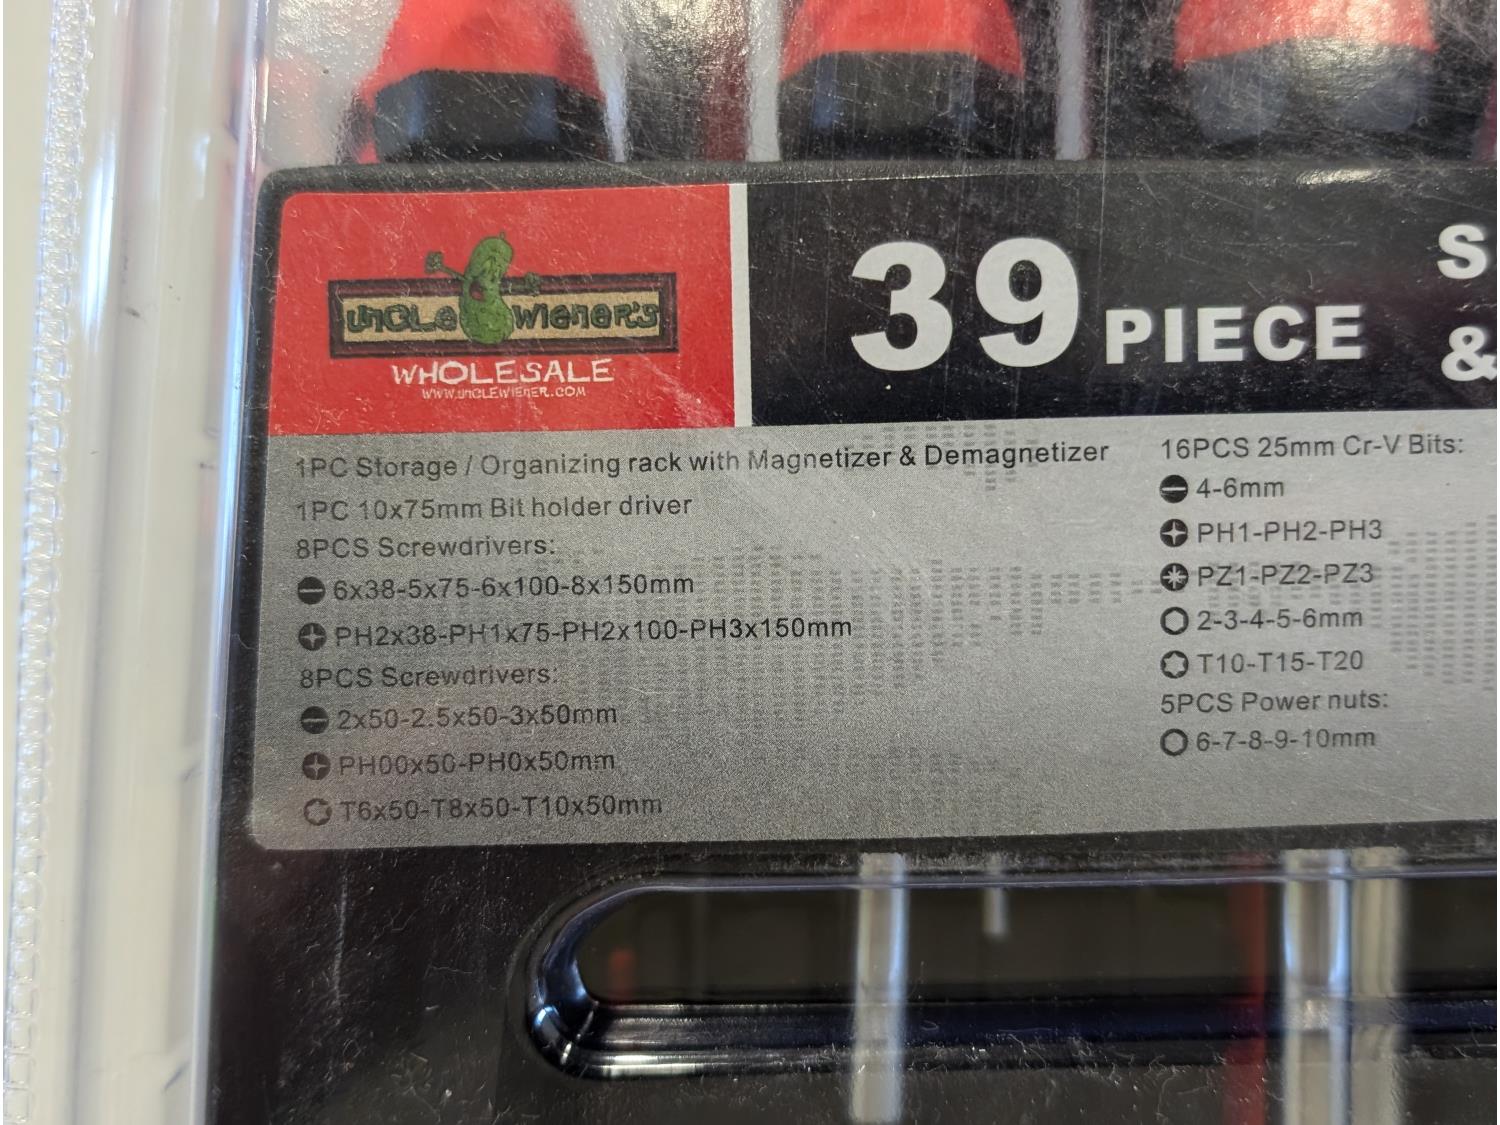 UNCLE WIENER'S
WHOLESALE
WWW.UNCLEWIENER.COM
39 PIECE
S
&
1PC Storage / Organizing rack with Magnetizer & Demagnetizer
1PC 10x75mm Bit holder driver
8PCS Screwdrivers:
6x38-5x75-6x100-8x150mm
PH2x38-PH1x75-PH2x100-PH3x150mm
8PCS Screwdrivers:
2x50-2.5x50-3x50mm
PH00x50-PH0x50mm
T6x50-T8x50-T10x50mm
16PCS 25mm Cr-V Bits:
4-6mm
PH1-PH2-PH3
PZ1-PZ2-PZ3
2-3-4-5-6mm
T10-T15-T20
5PCS Power nuts:
6-7-8-9-10mm